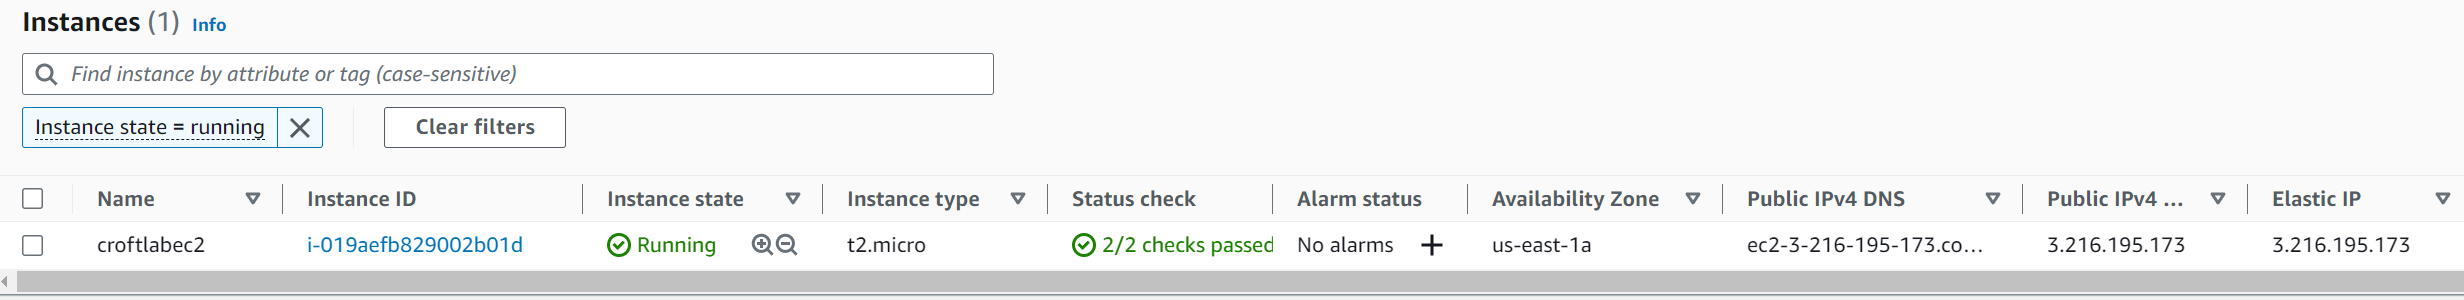 Instances (1) Info
Find instance by attribute or tag (case-sensitive)
Instance state = running Clear filters
Name Instance ID Instance state Instance type Status check Alarm status Availability Zone Public IPv4 DNS Public IPv4 ... Elastic IP
croftlabec2 i-019aefb829002b01d Running t2.micro 2/2 checks passed No alarms us-east-1a ec2-3-216-195-173.co... 3.216.195.173 3.216.195.173